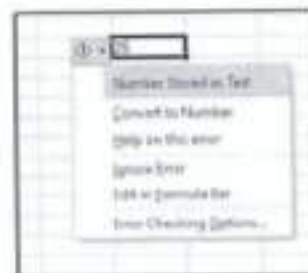 Number Stored as Text
Convert to Number
Help on this error
Ignore Error
Edit in Formula Bar
Error Checking Options...